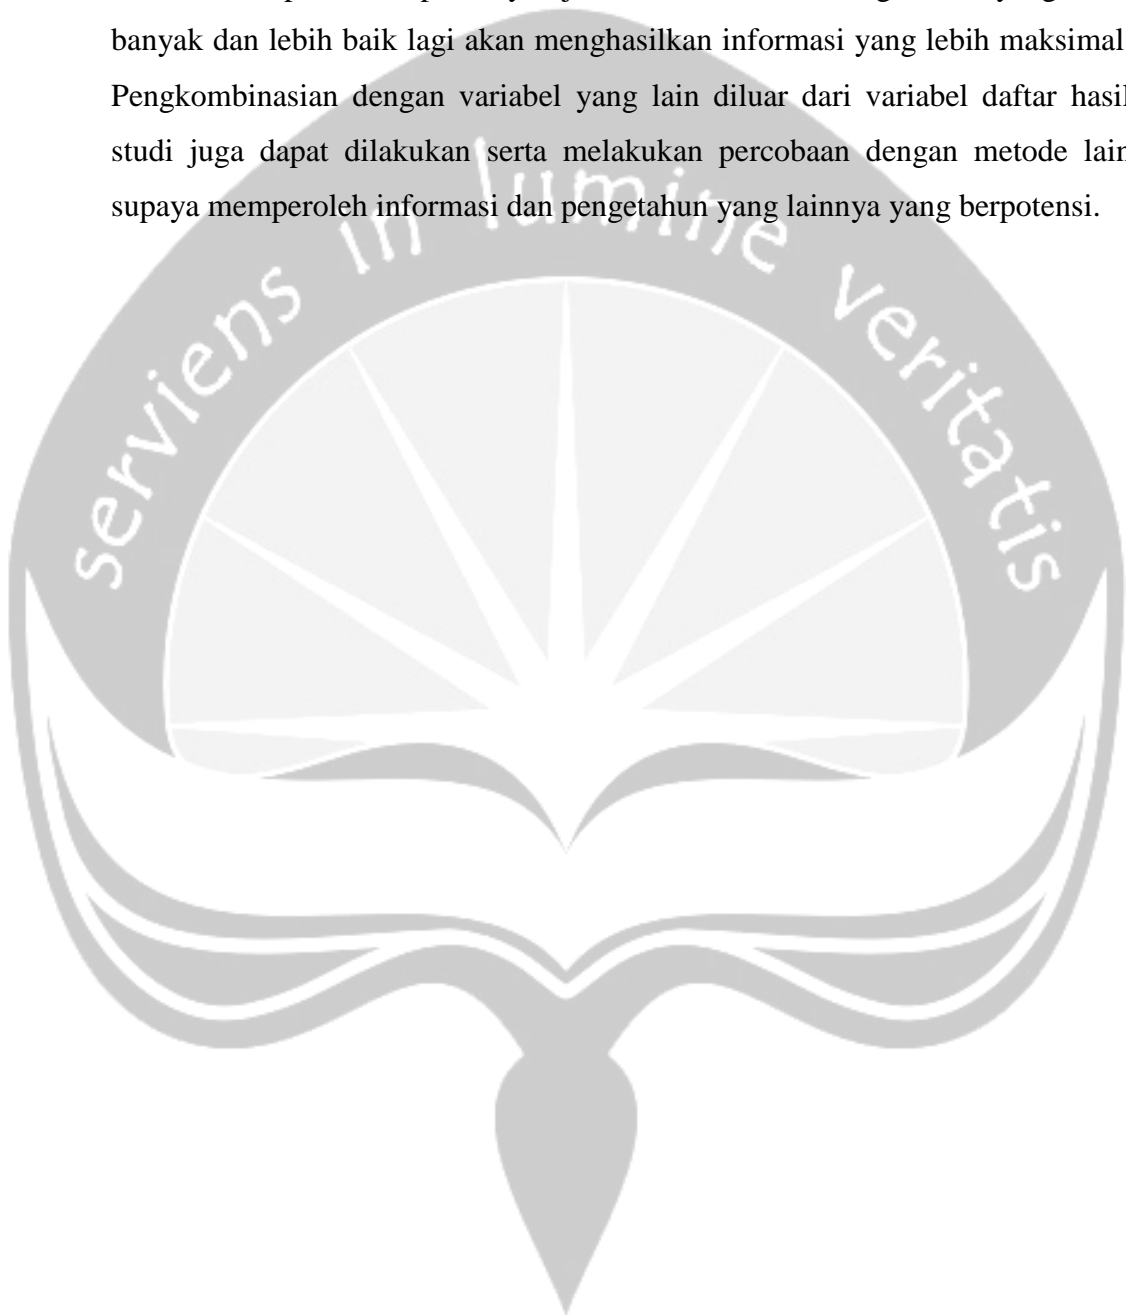 banyak dan lebih baik lagi akan menghasilkan informasi yang lebih maksimal
Pengkombinasian dengan variabel yang lain diluar dari variabel daftar hasil
studi juga dapat dilakukan serta melakukan percobaan dengan metode lain
supaya memperoleh informasi dan pengetahun yang lainnya yang berpotensi.
serviens in lumine veritatis